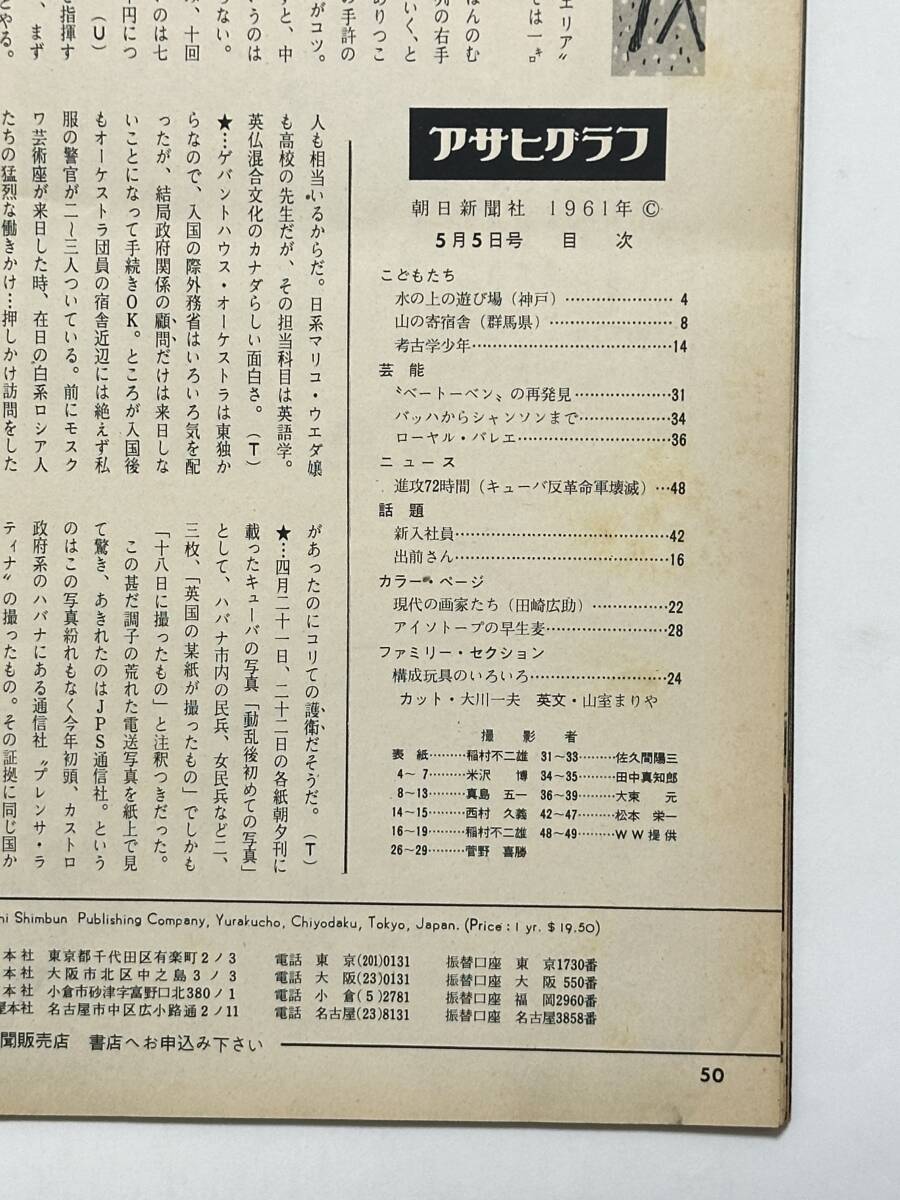 エリア〟
では一㌔
ほんのむ
列の右手
いく、と
ありつこ
の手許の
がコツ。
すと、中
いうのは
らない。
み、十回
いのは七
円につ
(U)
を指揮す
、まず
とやる。
アサヒグラフ
朝日新聞社 1961年 ©
5月5日号 目次
こどもたち
水の上の遊び場(神戸)…………………4
山の寄宿舎(群馬県)……………………8
考古学少年…………………………………14
芸能
〝ベートーベン〟の再発見………………31
バッハからシャンソンまで………………34
ローヤル・バレエ…………………………36
ニュース
進攻72時間(キューバ反革命軍壊滅)…48
話題
新入社員……………………………………42
出前さん……………………………………16
カラー・ページ
現代の画家たち(田崎広助)……………22
アイソトープの早生麦……………………28
ファミリー・セクション
構成玩具のいろいろ………………………24
カット・大川一夫 英文・山室まりや
撮影者
表紙………稲村不二雄 31〜33………佐久間陽三
4〜7………米沢 博 34〜35………田中真知郎
8〜13………真島 五一 36〜39………大東 元
14〜15………西村 久義 42〜47………松本 栄一
16〜19………稲村不二雄 48〜49………WW提供
26〜29………菅野 喜勝
人も相当いるからだ。日系マリコ・ウエダ嬢
も高校の先生だが、その担当科目は英語学。
英仏混合文化のカナダらしい面白さ。(T)
★…ゲバントハウス・オーケストラは東独か
らなので、入国の際外務省はいろいろ気を配
ったが、結局政府関係の顧問だけは来日しな
いことになって手続きOK。ところが入国後
もオーケストラ団員の宿舎近辺には絶えず私
服の警官が二〜三人ついている。前にモスク
ワ芸術座が来日した時、在日の白系ロシア人
たちの猛烈な働きかけ…押しかけ訪問をした
があったのにコリての護衛だそうだ。(T)
★…四月二十一日、二十二日の各紙朝夕刊に
載ったキューバの写真「動乱後初めての写真」
として、ハバナ市内の民兵、女民兵など二、
三枚、「英国の某紙が撮ったもの」でしかも
「十八日に撮ったもの」と注釈つきだった。
この甚だ調子の荒れた電送写真を紙上で見
て驚き、あきれたのはJPS通信社。という
のはこの写真紛れもなく今年初頭、カストロ
政府系のハバナにある通信社〝プレンサ・ラ
ティナ〟の撮ったもの。その証拠に同じ国か
hi Shimbun Publishing Company, Yurakucho, Chiyodaku, Tokyo, Japan. (Price : 1 yr. $ 19.50)
本社 東京都千代田区有楽町2ノ3 電話 東京(201)0131 振替口座 東京1730番
本社 大阪市北区中之島3ノ3 電話 大阪(23)0131 振替口座 大阪550番
本社 小倉市砂津字富野口北380ノ1 電話 小倉(5)2781 振替口座 福岡2960番
屋本社 名古屋市中区広小路通2ノ11 電話 名古屋(23)8131 振替口座 名古屋3858番
聞販売店 書店へお申込み下さい
50